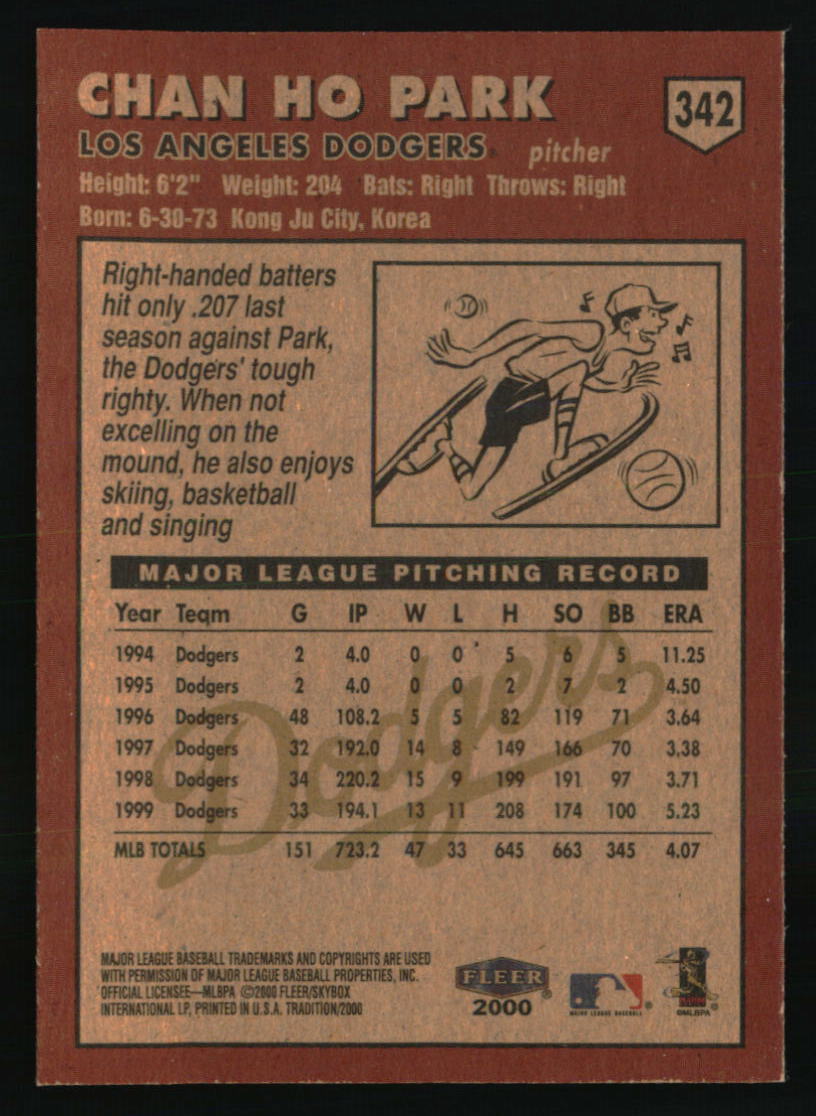 CHAN HO PARK
342
LOS ANGELES DODGERS® pitcher
Height: 6'2" Weight: 204 Bats: Right Throws: Right
Born: 6-30-73 Kong Ju City, Korea
Right-handed batters
hit only .207 last
season against Park,
the Dodgers' tough
righty. When not
excelling on the
mound, he also enjoys
skiing, basketball
and singing
MAJOR LEAGUE PITCHING RECORD
Year Team G IP W L H SO BB ERA
1994 Dodgers 2 4.0 0 0 5 6 5 11.25
1995 Dodgers 2 4.0 0 0 2 7 2 4.50
1996 Dodgers 48 108.2 5 5 82 119 71 3.64
1997 Dodgers 32 192.0 14 8 149 166 70 3.38
1998 Dodgers 34 220.2 15 9 199 191 97 3.71
1999 Dodgers 33 194.1 13 11 208 174 100 5.23
MLB TOTALS 151 723.2 47 33 645 663 345 4.07
Dodgers
MAJOR LEAGUE BASEBALL TRADEMARKS AND COPYRIGHTS ARE USED
WITH PERMISSION OF MAJOR LEAGUE BASEBALL PROPERTIES, INC.
OFFICIAL LICENSEE—MLBPA ©2000 FLEER/SKYBOX
INTERNATIONAL LP, PRINTED IN U.S.A. TRADITION/2000
FLEER®
2000
MAJOR LEAGUE BASEBALL
©MLBPA